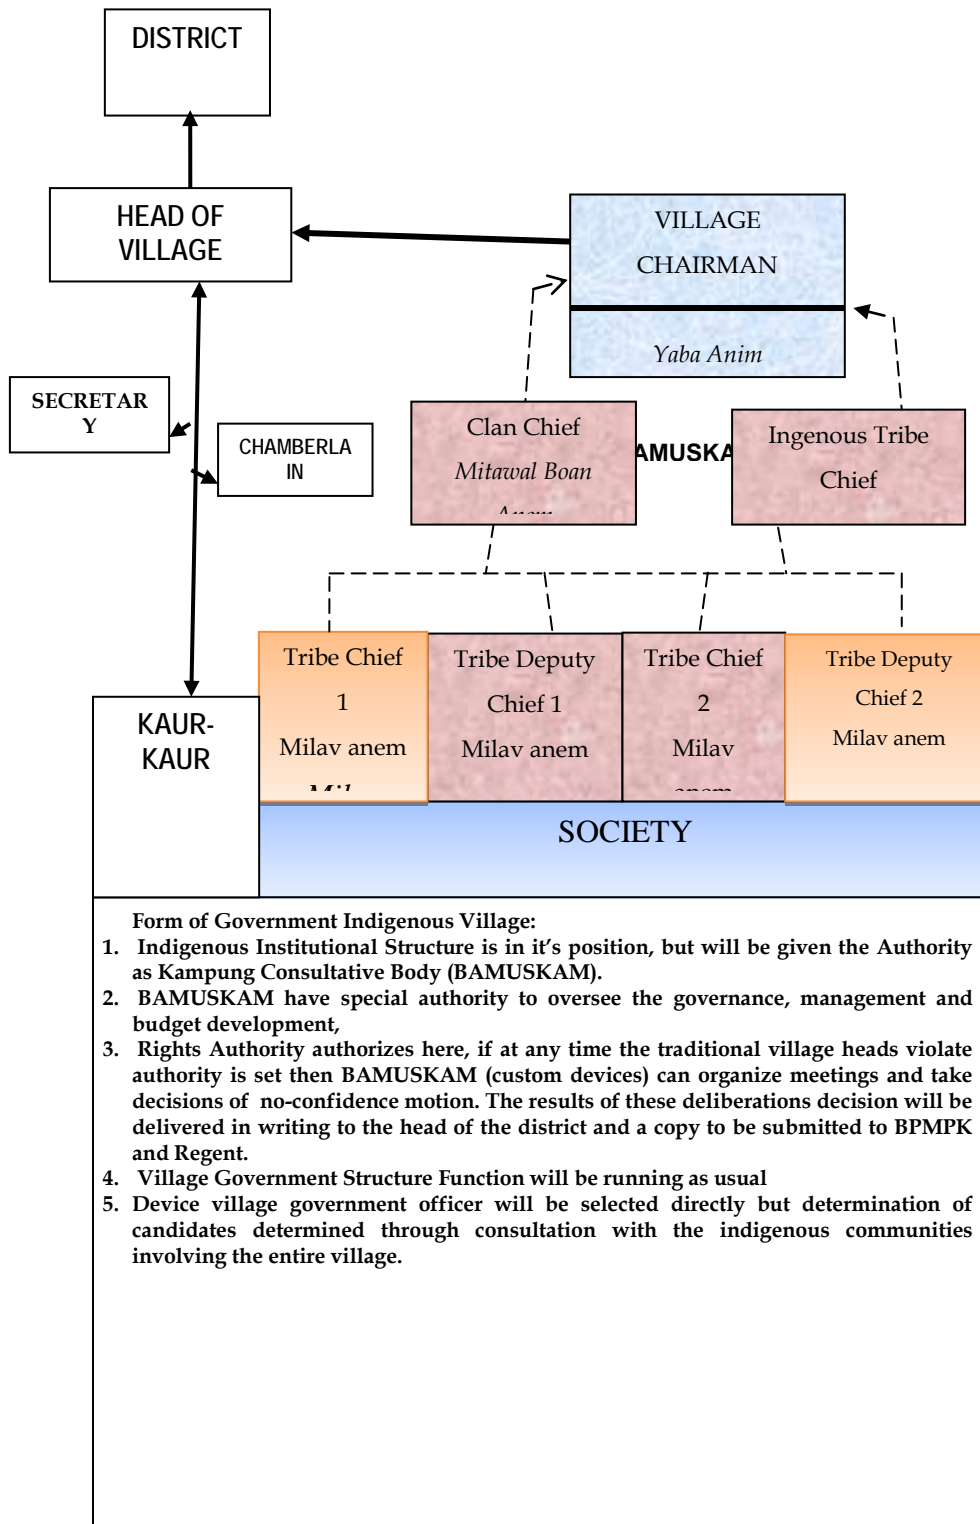 DISTRICT
HEAD OF
VILLAGE
VILLAGE
CHAIRMAN
Yaba Anim
SECRETAR
Y
CHAMBERLA
IN
Clan Chief
Mitawal Boan
AMUSKA
Ingenous Tribe
Chief
KAUR-
KAUR
Tribe Chief
1
Milav anem
Tribe Deputy
Chief 1
Milav anem
Tribe Chief
2
Milav
Tribe Deputy
Chief 2
Milav anem
SOCIETY
Form of Government Indigenous Village:
1. Indigenous Institutional Structure is in it's position, but will be given the Authority
as Kampung Consultative Body (BAMUSKAM).
2. BAMUSKAM have special authority to oversee the governance, management and
budget development,
3. Rights Authority authorizes here, if at any time the traditional village heads violate
authority is set then BAMUSKAM (custom devices) can organize meetings and take
decisions of no-confidence motion. The results of these deliberations decision will be
delivered in writing to the head of the district and a copy to be submitted to BPMPK
and Regent.
4. Village Government Structure Function will be running as usual
5. Device village government officer will be selected directly but determination of
candidates determined through consultation with the indigenous communities
involving the entire village.